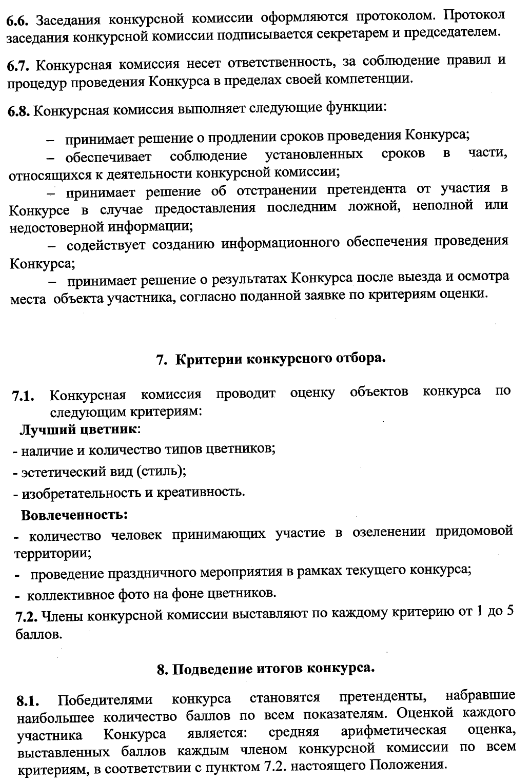 6.6. Заседания конкурсной комиссии оформляются протоколом. Протокол
заседания конкурсной комиссии подписывается секретарем и председателем.
6.7. Конкурсная комиссия несет ответственность, за соблюдение правил и
процедур проведения Конкурса в пределах своей компетенции.
6.8. Конкурсная комиссия выполняет следующие функции:
– принимает решение о продлении сроков проведения Конкурса;
– обеспечивает соблюдение установленных сроков в части,
относящихся к деятельности конкурсной комиссии;
– принимает решение об отстранении претендента от участия в
Конкурсе в случае предоставления последним ложной, неполной или
недостоверной информации;
– содействует созданию информационного обеспечения проведения
Конкурса;
– принимает решение о результатах Конкурса после выезда и осмотра
места объекта участника, согласно поданной заявке по критериям оценки.
7. Критерии конкурсного отбора.
7.1. Конкурсная комиссия проводит оценку объектов конкурса по
следующим критериям:
Лучший цветник:
- наличие и количество типов цветников;
- эстетический вид (стиль);
- изобретательность и креативность.
Вовлеченность:
- количество человек принимающих участие в озеленении придомовой
территории;
- проведение праздничного мероприятия в рамках текущего конкурса;
- коллективное фото на фоне цветников.
7.2. Члены конкурсной комиссии выставляют по каждому критерию от 1 до 5
баллов.
8. Подведение итогов конкурса.
8.1. Победителями конкурса становятся претенденты, набравшие
наибольшее количество баллов по всем показателям. Оценкой каждого
участника Конкурса является: средняя арифметическая оценка,
выставленных баллов каждым членом конкурсной комиссии по всем
критериям, в соответствии с пунктом 7.2. настоящего Положения.